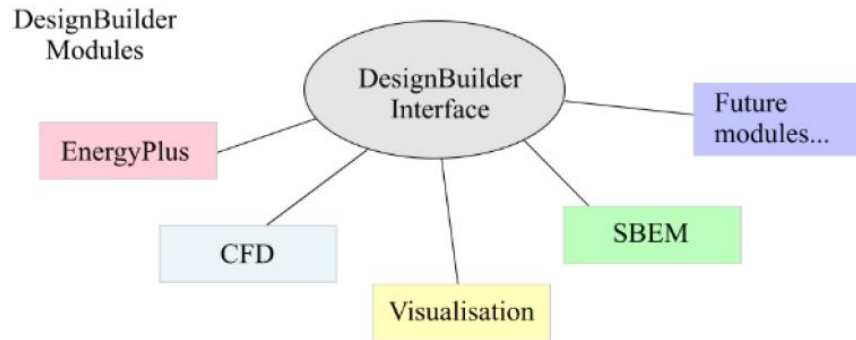 DesignBuilder
Modules
DesignBuilder
Interface
Future
modules...
EnergyPlus
SBEM
CFD
Visualisation